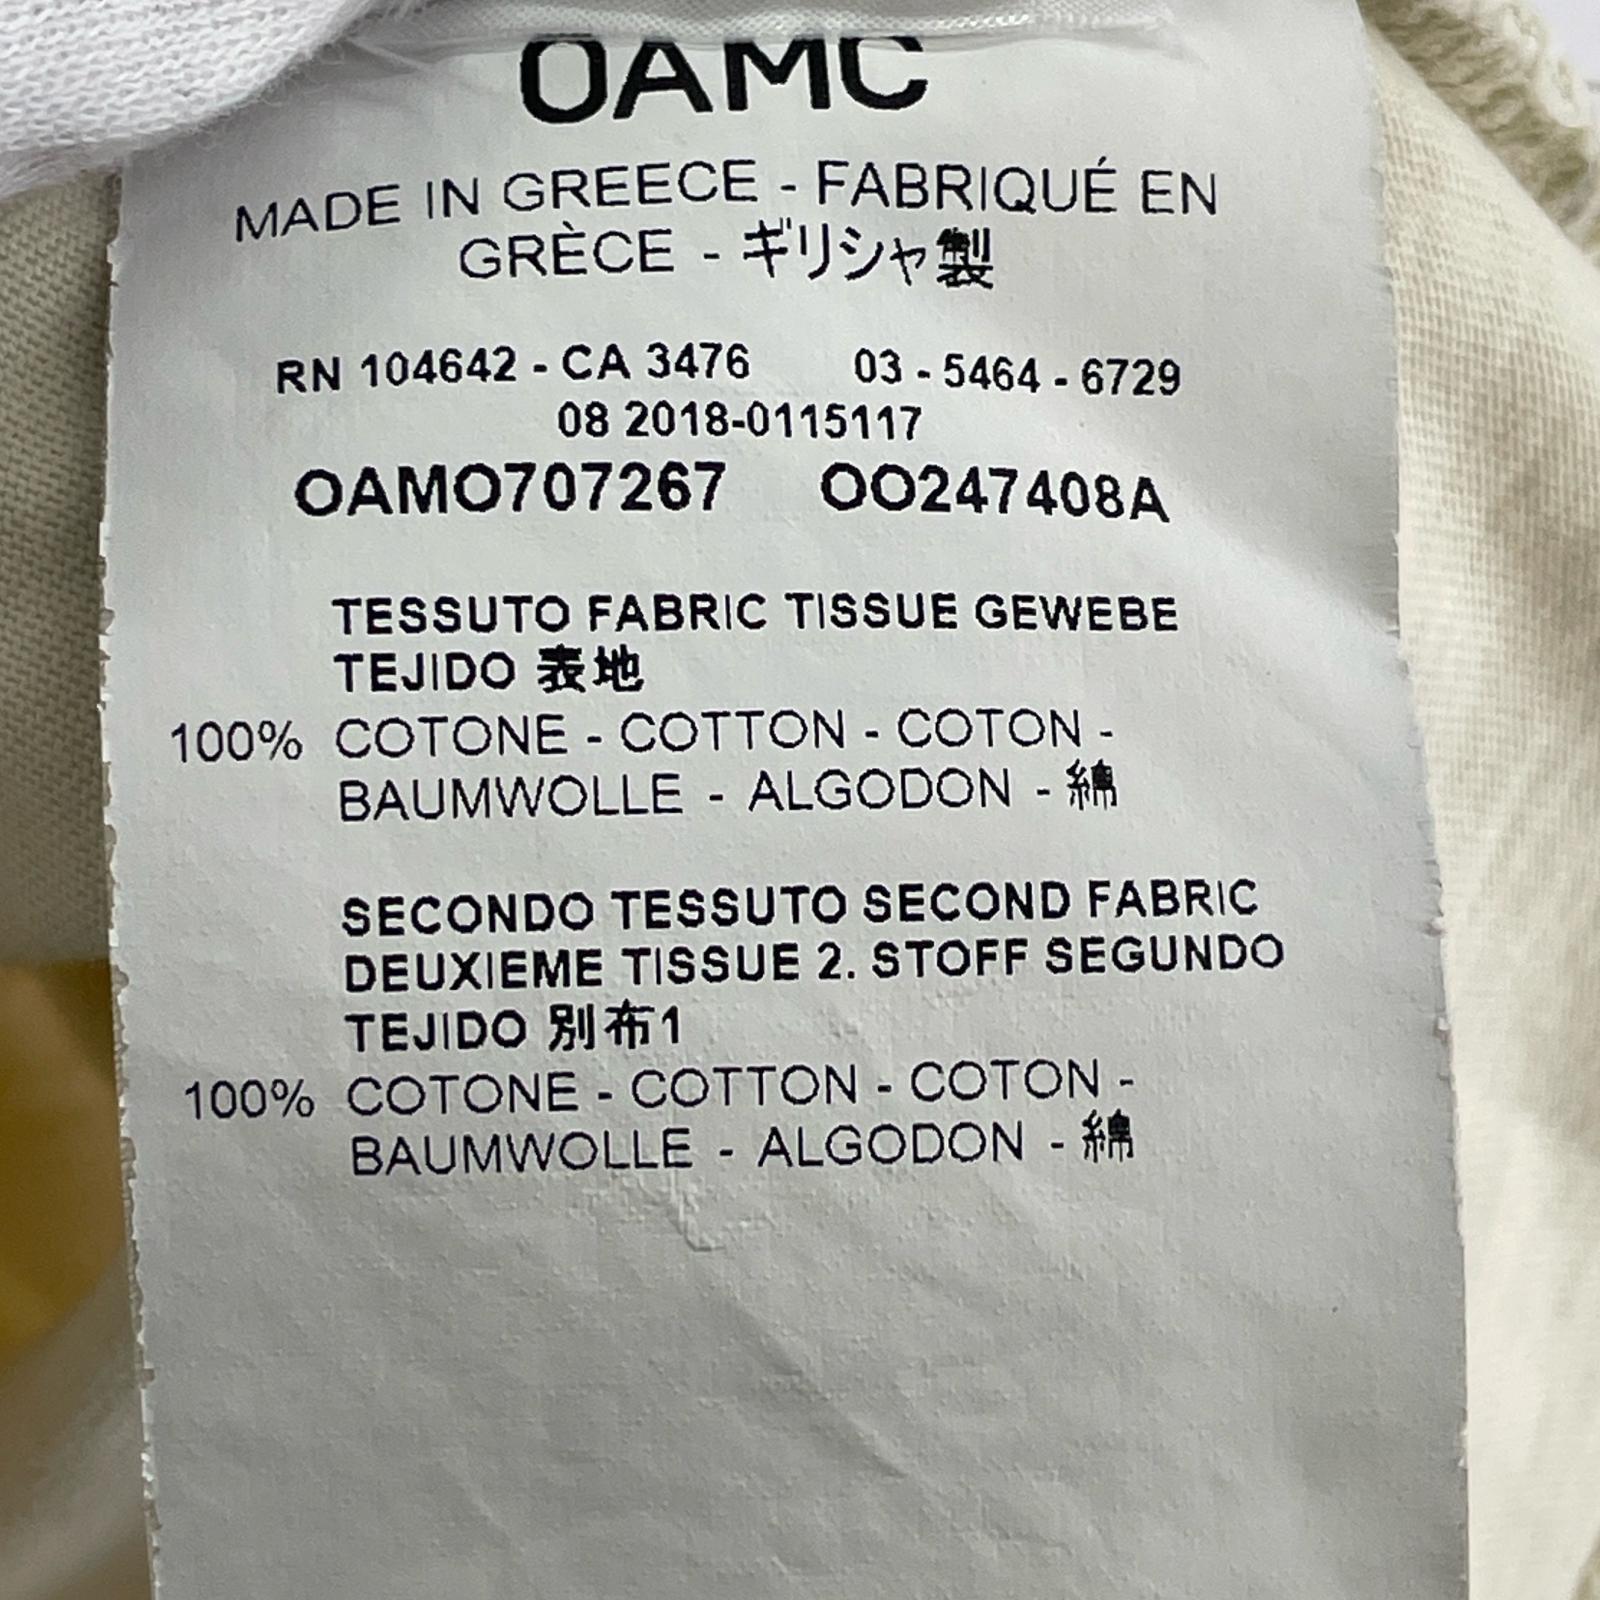 OAMC
MADE IN GREECE - FABRIQUÉ EN
GRÈCE - ギリシャ製
RN 104642 - CA 3476 03 - 5464 - 6729
08 2018-0115117
OAMO707267 OO247408A
TESSUTO FABRIC TISSUE GEWEBE
TEJIDO 表地
100% COTONE - COTTON - COTON -
BAUMWOLLE - ALGODON - 綿
SECONDO TESSUTO SECOND FABRIC
DEUXIEME TISSUE 2. STOFF SEGUNDO
TEJIDO 別布1
100% COTONE - COTTON - COTON -
BAUMWOLLE - ALGODON - 綿